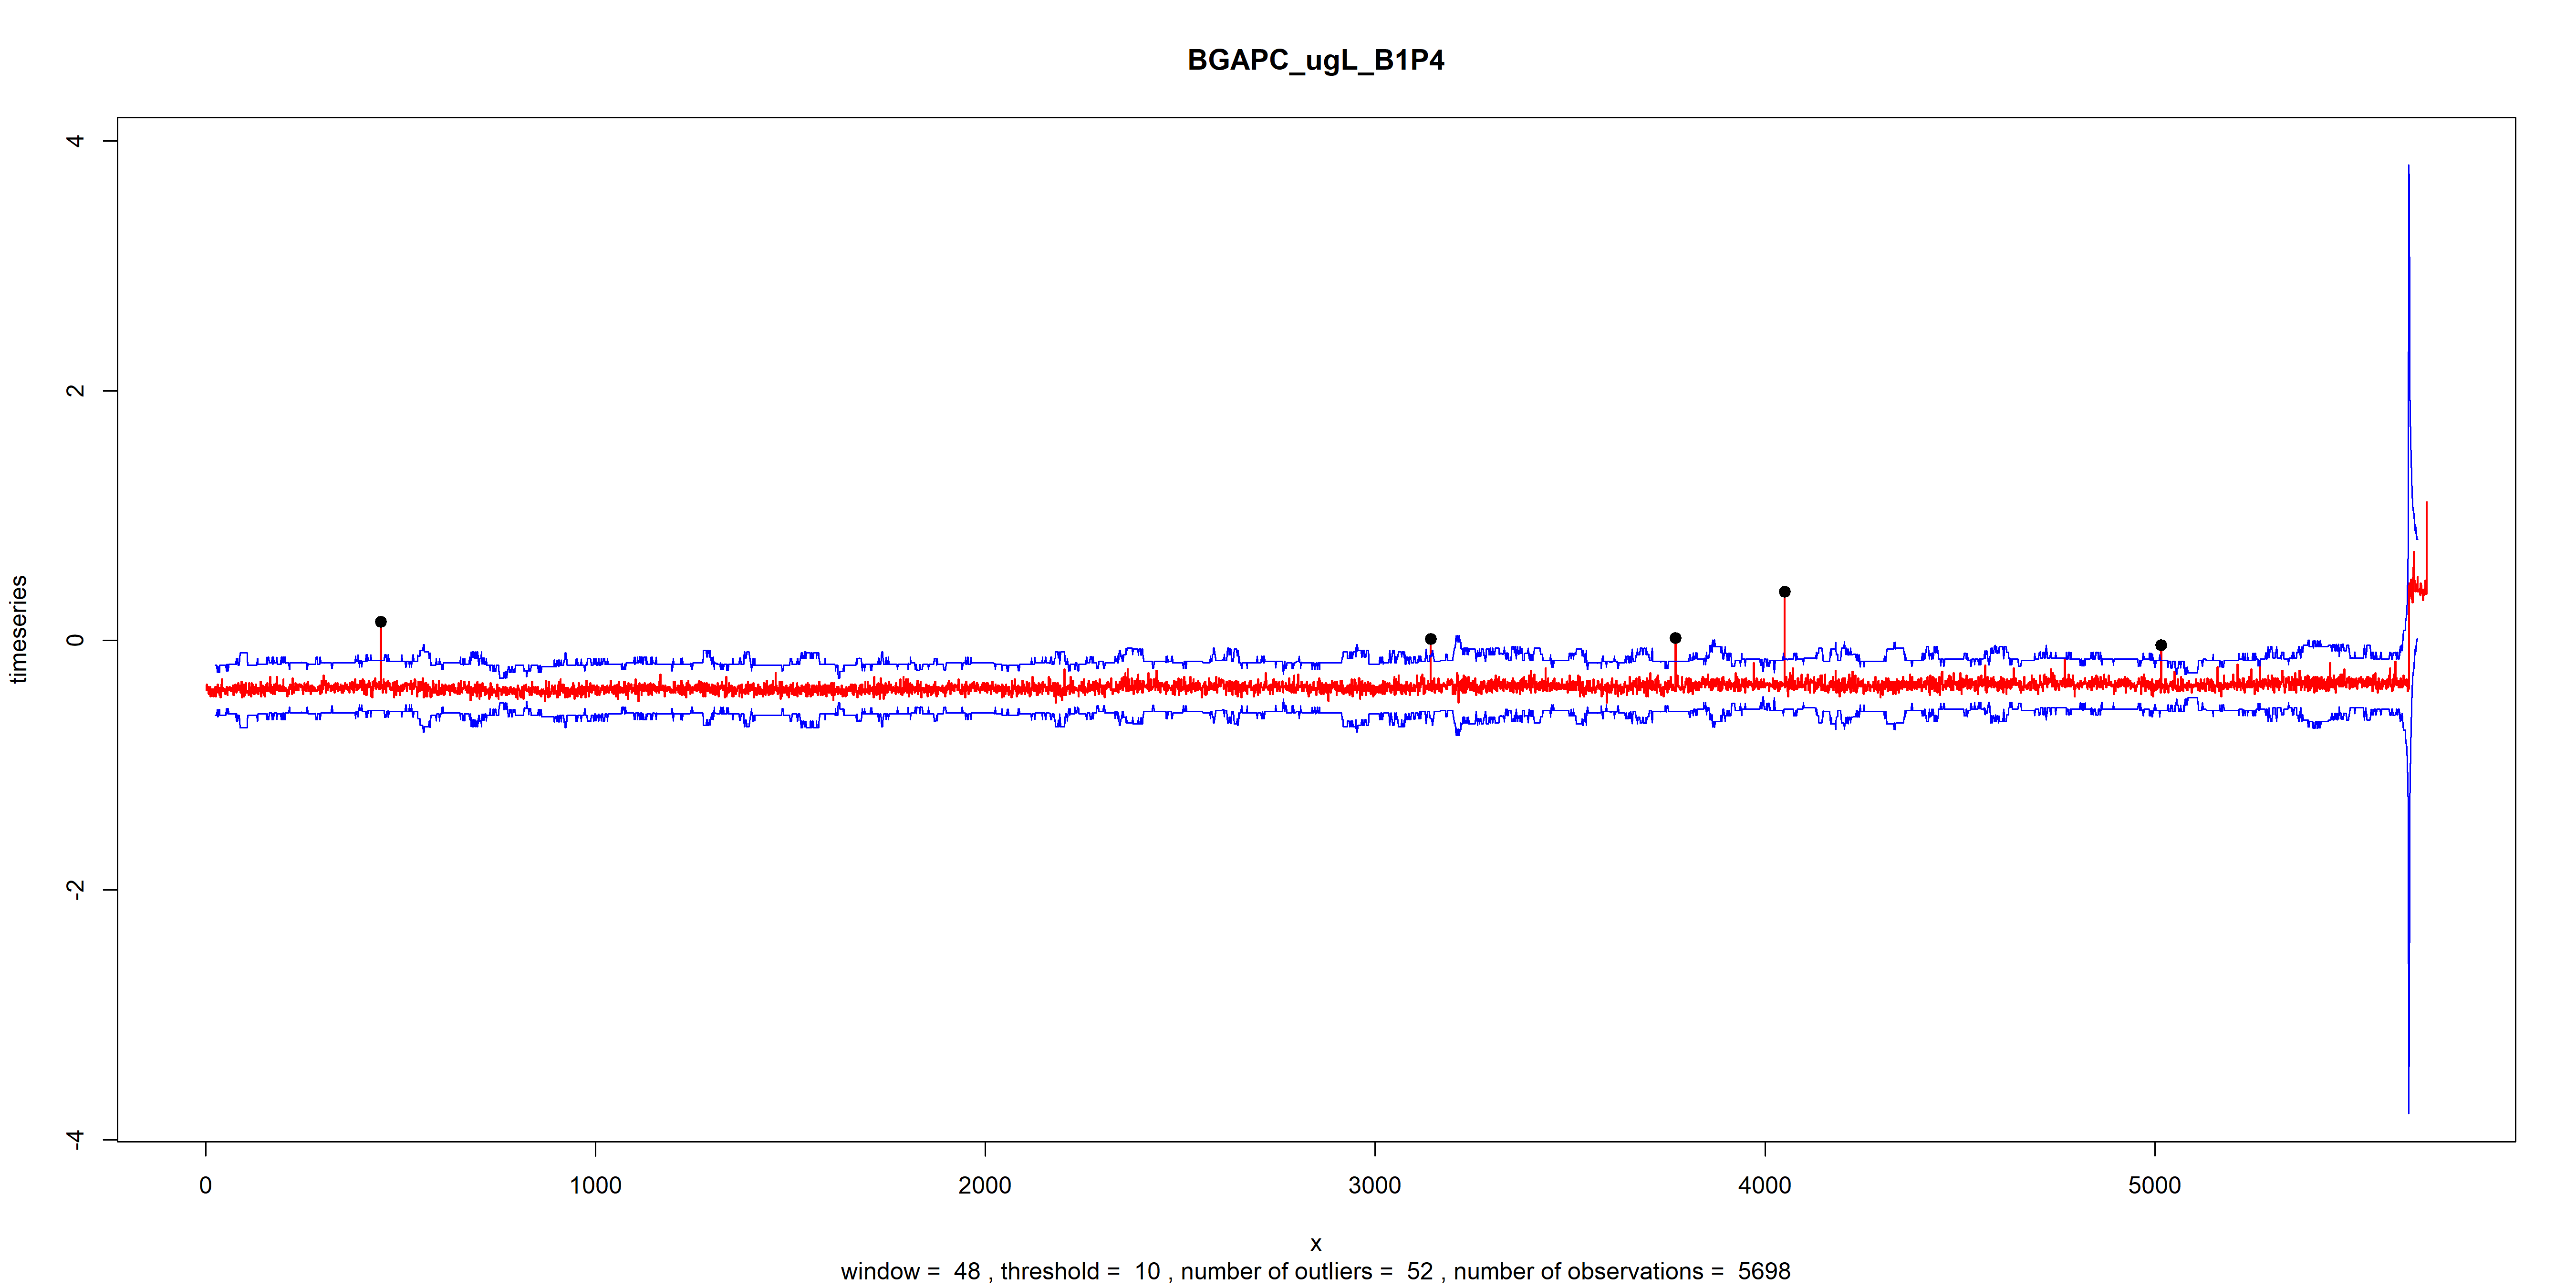 BGAPC_ugL_B1P4
timeseries
4
2
0
-2
-4
0 1000 2000 3000 4000 5000
x
window = 48 , threshold = 10 , number of outliers = 52 , number of observations = 5698